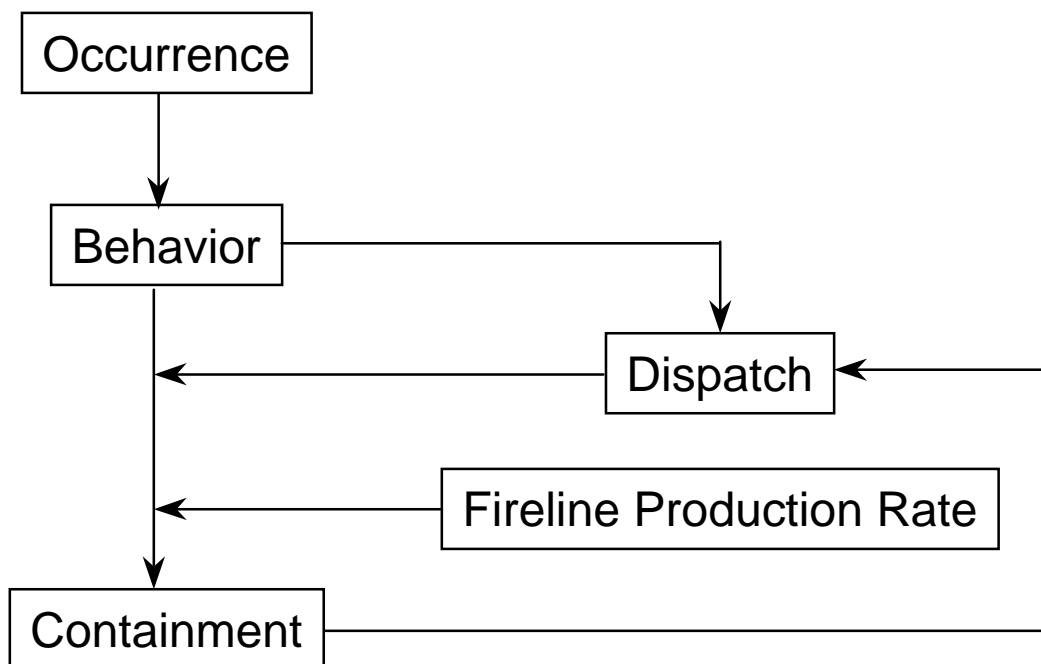 Occurrence
Behavior
Dispatch
Fireline Production Rate
Containment